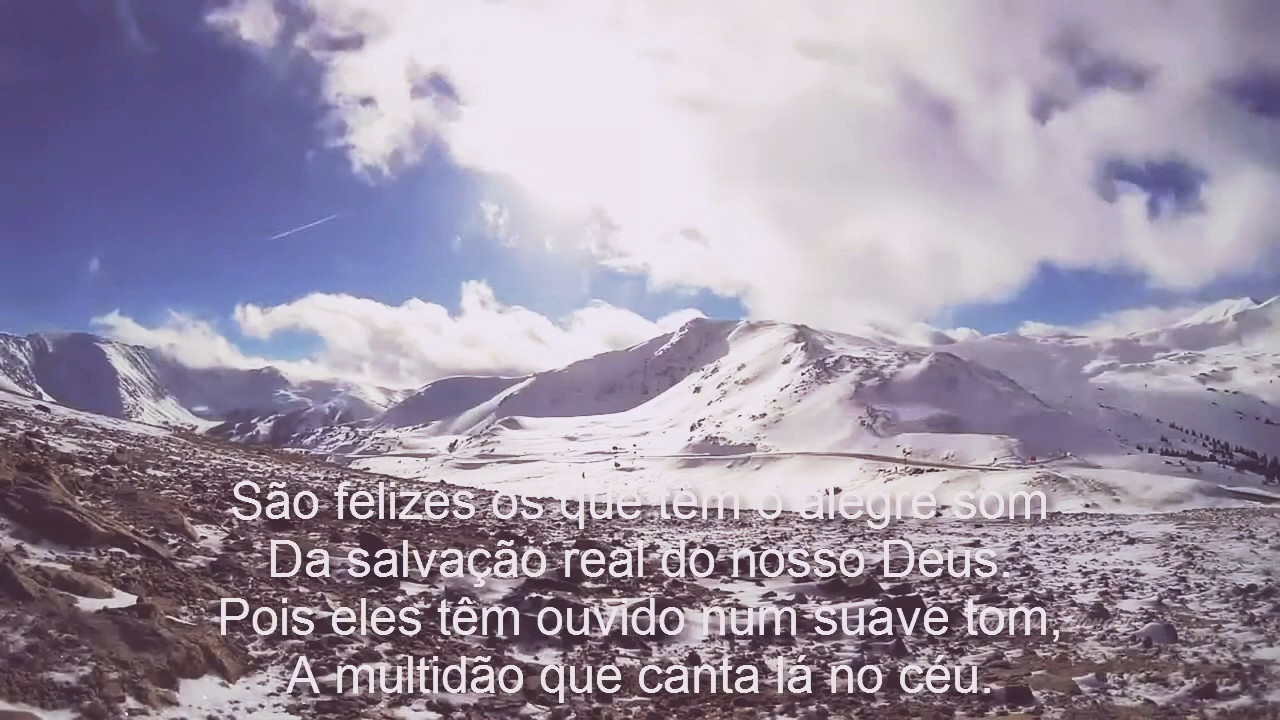 São felizes os que têm o alegre som
Da salvação real do nosso Deus.
Pois eles têm ouvido num suave tom,
A multidão que canta lá no céu.